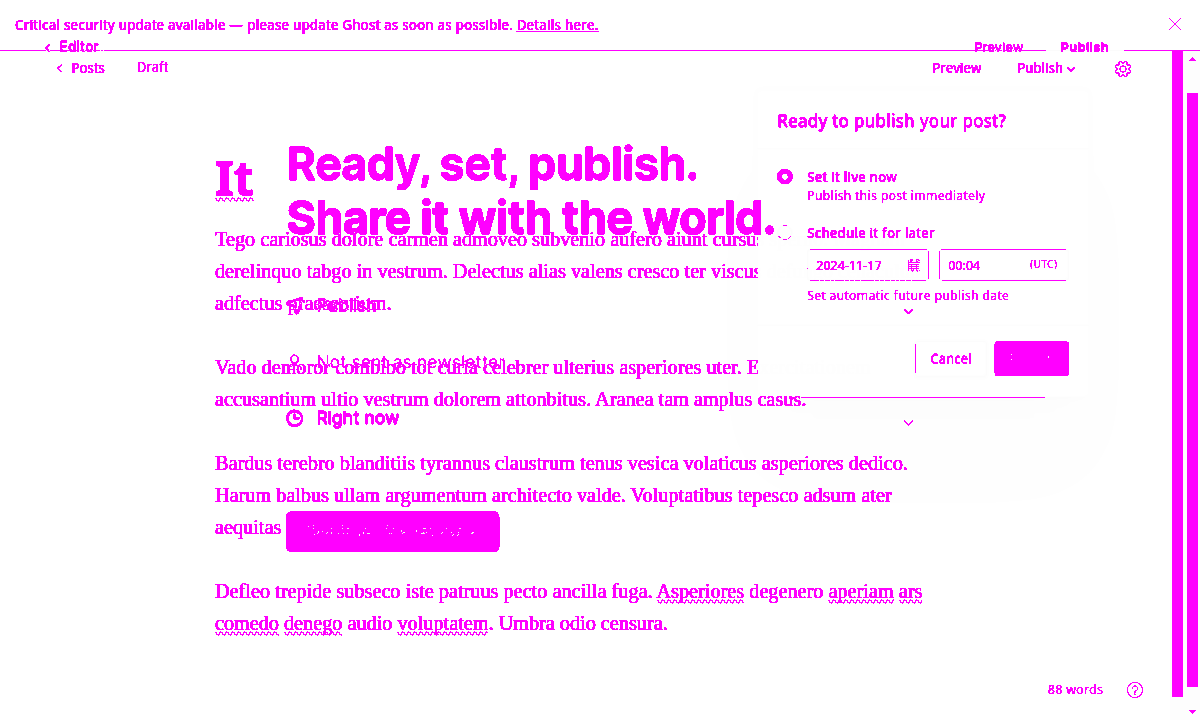 Critical security update available — please update Ghost as soon as possible. Details here.
Editor
Preview
Publish
Posts
Draft
Preview
Publish
Ready to publish your post?
It
Ready, set, publish.
Share it with the world.
Set it live now
Publish this post immediately
Schedule it for later
2024-11-17
00:04
(UTC)
Set automatic future publish date
Cancel
Tego cariosus dolore carmen admoveo subvenio aufero aiunt cursus
derelinquo tabgo in vestrum. Delectus alias valens cresco ter viscus
adfectus praesentium.
Publish
Not sent as newsletter
Vado demoror combibo tot curia celebrer ulterius asperiores uter. E
accusantium ultio vestrum dolorem attonbitus. Aranea tam amplus casus.
Right now
Bardus terebro blanditiis tyrannus claustrum tenus vesica volaticus asperiores dedico.
Harum balbus ullam argumentum architecto valde. Voluptatibus tepesco adsum ater
aequitas
Defleo trepide subseco iste patruus pecto ancilla fuga. Asperiores degenero aperiam ars
comedo denego audio voluptatem. Umbra odio censura.
88 words